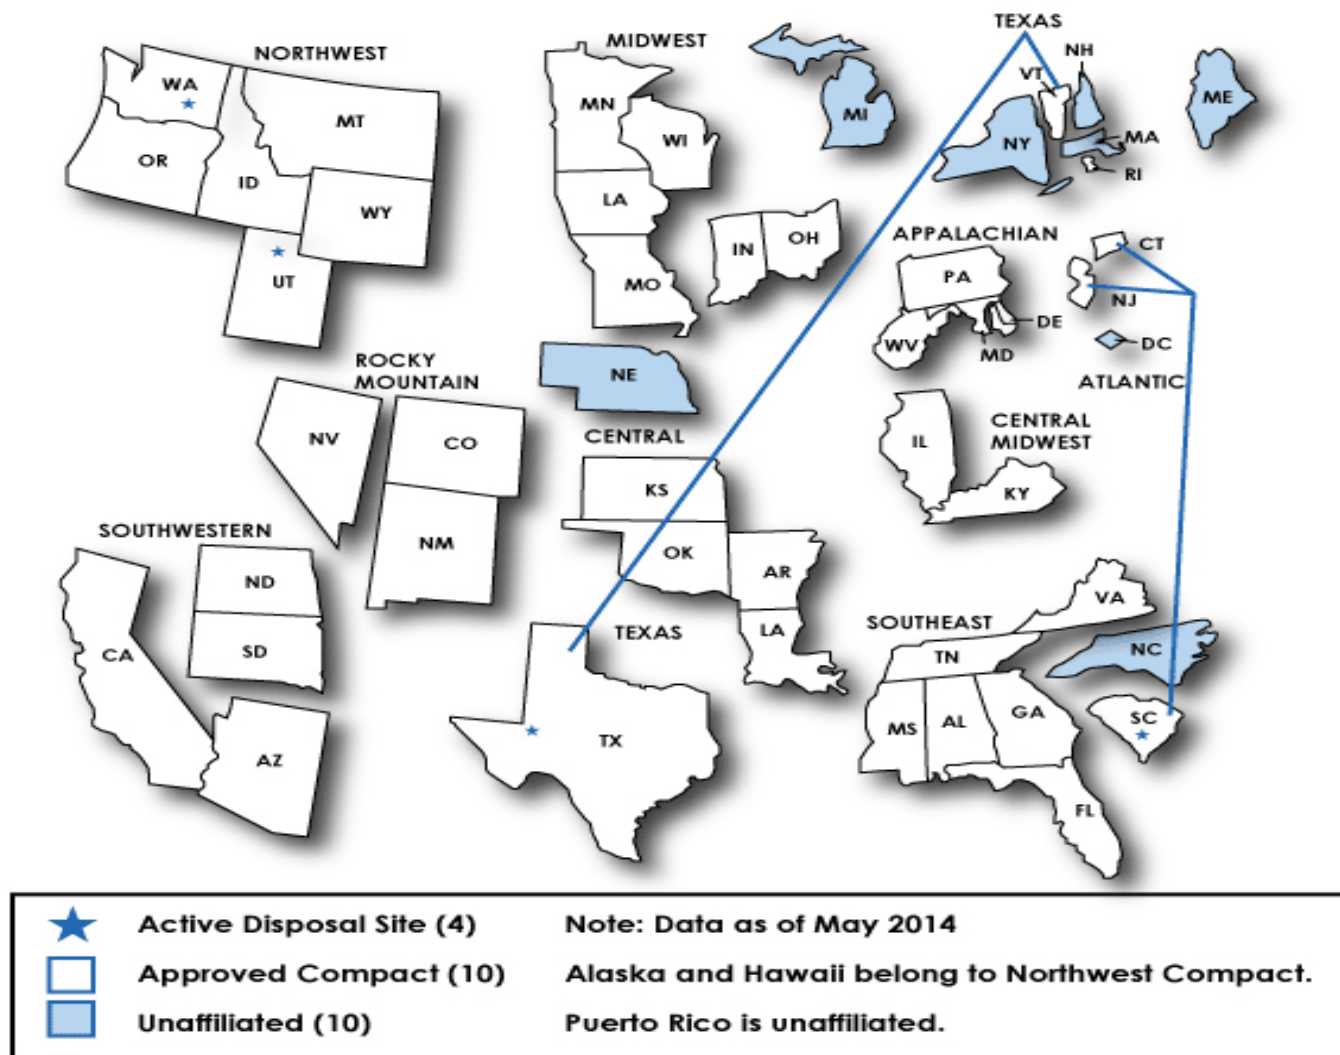 TEXAS
NORTHWEST
MIDWEST
NH
VT
WA
MT
OR
ID
WY
UT
MN
WI
LA
MO
IN
OH
MI
NY
ME
MA
RI
APPALACHIAN
PA
WV
MD
DE
CT
NJ
DC
ATLANTIC
ROCKY
MOUNTAIN
NV
CO
NM
NE
CENTRAL
KS
OK
AR
LA
IL
KY
CENTRAL
MIDWEST
SOUTHWESTERN
CA
ND
SD
AZ
TEXAS
TX
SOUTHEAST
VA
TN
NC
MS
AL
GA
SC
FL
Active Disposal Site (4)
Note: Data as of May 2014
Approved Compact (10)
Alaska and Hawaii belong to Northwest Compact.
Unaffiliated (10)
Puerto Rico is unaffiliated.